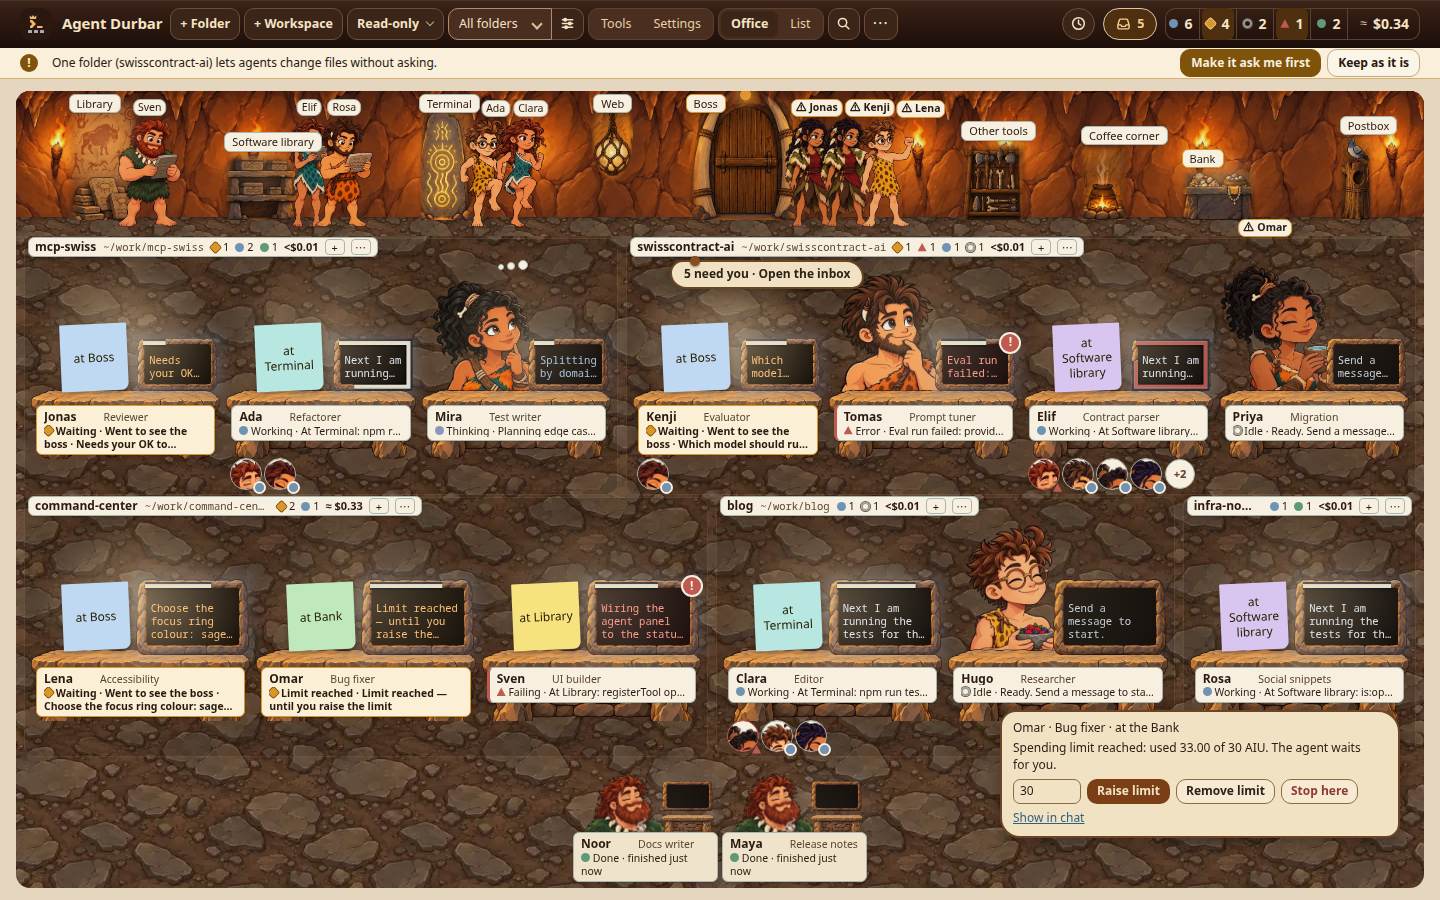 Agent Durbar
+ Folder
+ Workspace
Read-only
All folders
Tools
Settings
Office
List
5
6
4
2
1
2
≈ $0.34
! One folder (swisscontract-ai) lets agents change files without asking.
Make it ask me first
Keep as it is
Library
Sven
Software library
Elif
Rosa
Terminal
Ada
Clara
Web
Boss
Jonas
Kenji
Lena
Other tools
Coffee corner
Bank
Postbox
Omar
mcp-swiss ~/work/mcp-swiss 1 2 1 <$0.01 + ...
swisscontract-ai ~/work/swisscontract-ai 1 1 1 1 <$0.01 + ...
5 need you · Open the inbox
at Boss
Needs
your OK…
at
Terminal
Next I am
running…
Splitting
by domai…
at Boss
Which
model…
Eval run
failed:…
!
at
Software
library
Next I am
running…
Send a
message…
Jonas Reviewer
Waiting · Went to see the
boss · Needs your OK to…
Ada Refactorer
Working · At Terminal: npm r…
Mira Test writer
Thinking · Planning edge cas…
Kenji Evaluator
Waiting · Went to see the
boss · Which model should ru…
Tomas Prompt tuner
Error · Eval run failed: provid…
Elif Contract parser
Working · At Software library…
Priya Migration
Idle · Ready. Send a message…
+2
command-center ~/work/command-cen… 2 1 ≈ $0.33 + ...
blog ~/work/blog 1 1 <$0.01 + ...
infra-no… 1 1 <$0.01 + ...
at Boss
Choose the
focus ring
colour: sage…
at Bank
Limit reached
— until you
raise the…
at Library
Wiring the
agent panel
to the statu…
!
at
Terminal
Next I am
running the
tests for th…
Send a
message to
start.
at
Software
library
Next I am
running the
tests for th…
Lena Accessibility
Waiting · Went to see the boss ·
Choose the focus ring colour: sage…
Omar Bug fixer
Limit reached · Limit reached —
until you raise the limit
Sven UI builder
Failing · At Library: registerTool op…
Clara Editor
Working · At Terminal: npm run tes…
Hugo Researcher
Idle · Ready. Send a message to sta…
Rosa Social snippets
Working · At Software library: is:op…
Omar · Bug fixer · at the Bank
Spending limit reached: used 33.00 of 30 AIU. The agent waits
for you.
30
Raise limit
Remove limit
Stop here
Show in chat
Noor Docs writer
Done · finished just
now
Maya Release notes
Done · finished just
now